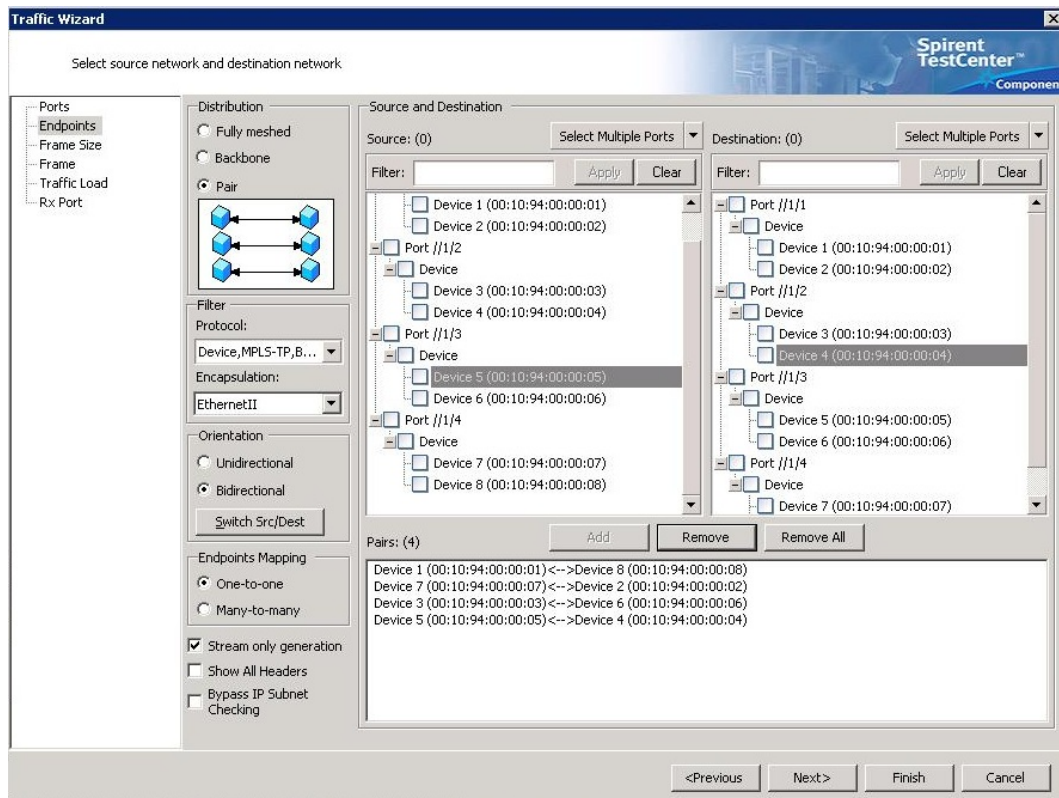 Traffic Wizard
Select source network and destination network
Spirent
TestCenter™
Componen
Ports
Endpoints
Frame Size
Frame
Traffic Load
Rx Port
Distribution
Fully meshed
Backbone
Pair
Filter
Protocol:
Device,MPLS-TP,B...
Encapsulation:
EthernetII
Orientation
Unidirectional
Bidirectional
Switch Src/Dest
Endpoints Mapping
One-to-one
Many-to-many
Stream only generation
Show All Headers
Bypass IP Subnet
Checking
Source and Destination
Source: (0)
Select Multiple Ports
Filter:
Apply
Clear
Device 1 (00:10:94:00:00:01)
Device 2 (00:10:94:00:00:02)
Port //1/2
Device
Device 3 (00:10:94:00:00:03)
Device 4 (00:10:94:00:00:04)
Port //1/3
Device
Device 5 (00:10:94:00:00:05)
Device 6 (00:10:94:00:00:06)
Port //1/4
Device
Device 7 (00:10:94:00:00:07)
Device 8 (00:10:94:00:00:08)
Destination: (0)
Select Multiple Ports
Filter:
Apply
Clear
Port //1/1
Device
Device 1 (00:10:94:00:00:01)
Device 2 (00:10:94:00:00:02)
Port //1/2
Device
Device 3 (00:10:94:00:00:03)
Device 4 (00:10:94:00:00:04)
Port //1/3
Device
Device 5 (00:10:94:00:00:05)
Device 6 (00:10:94:00:00:06)
Port //1/4
Device
Device 7 (00:10:94:00:00:07)
Pairs: (4)
Add
Remove
Remove All
Device 1 (00:10:94:00:00:01)<-->Device 8 (00:10:94:00:00:08)
Device 7 (00:10:94:00:00:07)<-->Device 2 (00:10:94:00:00:02)
Device 3 (00:10:94:00:00:03)<-->Device 6 (00:10:94:00:00:06)
Device 5 (00:10:94:00:00:05)<-->Device 4 (00:10:94:00:00:04)
<Previous
Next>
Finish
Cancel